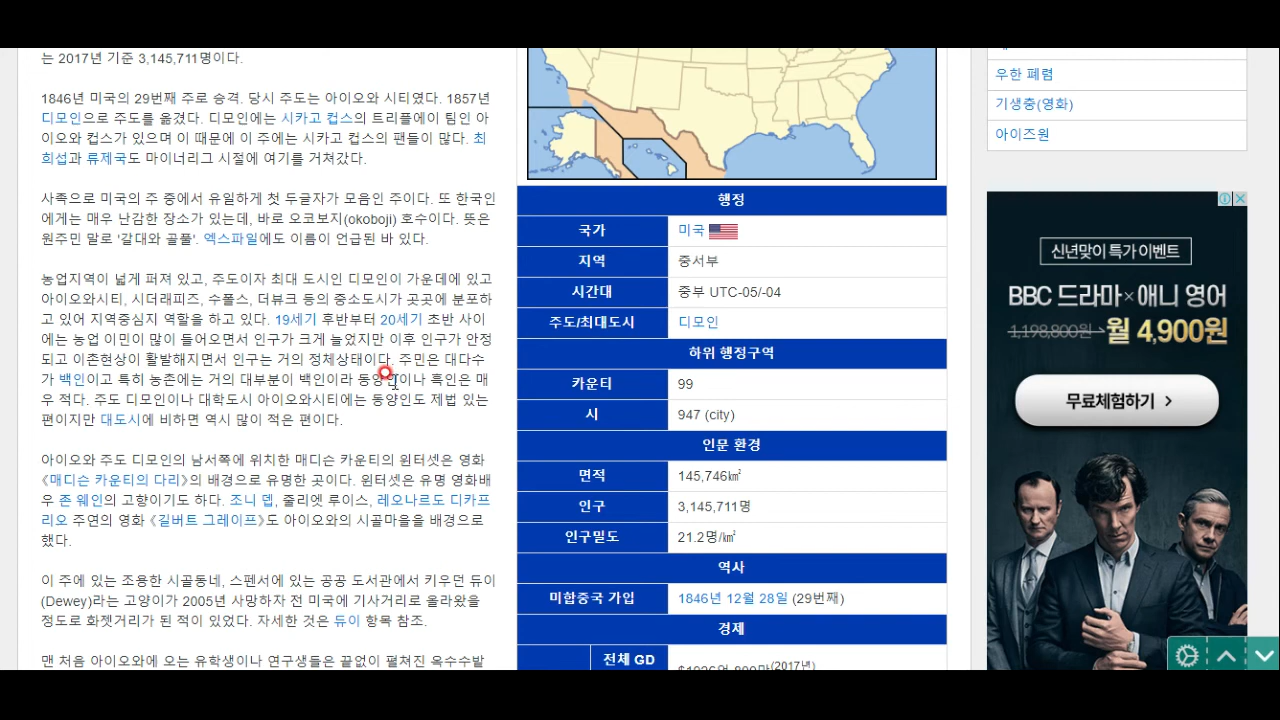 는 2017년 기준 3,145,711명이다.
1846년 미국의 29번째 주로 승격. 당시 주도는 아이오와 시티였다. 1857년
디모인으로 주도를 옮겼다. 디모인에는 시카고 컵스의 트리플에이 팀인 아
이오와 컵스가 있으며 이 때문에 이 주에는 시카고 컵스의 팬들이 많다. 최
희섭과 류제국도 마이너리그 시절에 여기를 거쳐갔다.
사족으로 미국의 주 중에서 유일하게 첫 두글자가 모음인 주이다. 또 한국인
에게는 매우 난감한 장소가 있는데, 바로 오코보지(okoboji) 호수이다. 뜻은
원주민 말로 '갈대와 골풀'. 엑스파일에도 이름이 언급된 바 있다.
농업지역이 넓게 퍼져 있고, 주도이자 최대 도시인 디모인이 가운데에 있고
아이오와시티, 시더래피즈, 수폴스, 더뷰크 등의 중소도시가 곳곳에 분포하
고 있어 지역중심지 역할을 하고 있다. 19세기 후반부터 20세기 초반 사이
에는 농업 이민이 많이 들어오면서 인구가 크게 늘었지만 이후 인구가 안정
되고 이촌현상이 활발해지면서 인구는 거의 정체상태이다. 주민은 대다수
가 백인이고 특히 농촌에는 거의 대부분이 백인이라 동양인이나 흑인은 매
우 적다. 주도 디모인이나 대학도시 아이오와시티에는 동양인도 제법 있는
편이지만 대도시에 비하면 역시 많이 적은 편이다.
아이오와 주도 디모인의 남서쪽에 위치한 매디슨 카운티의 윈터셋은 영화
《매디슨 카운티의 다리》의 배경으로 유명한 곳이다. 윈터셋은 유명 영화배
우 존 웨인의 고향이기도 하다. 조니 뎁, 줄리엣 루이스, 레오나르도 디카프
리오 주연의 영화 《길버트 그레이프》도 아이오와의 시골마을을 배경으로
했다.
이 주에 있는 조용한 시골동네, 스펜서에 있는 공공 도서관에서 키우던 듀이
(Dewey)라는 고양이가 2005년 사망하자 전 미국에 기사거리로 올라왔을
정도로 화젯거리가 된 적이 있었다. 자세한 것은 듀이 항목 참조.
맨 처음 아이오와에 오는 유학생이나 연구생들은 끝없이 펼쳐진 옥수수밭
행정
국가 미국
지역 중서부
시간대 중부 UTC-05/-04
주도/최대도시 디모인
하위 행정구역
카운티 99
시 947 (city)
인문 환경
면적 145,746㎢
인구 3,145,711명
인구밀도 21.2명/㎢
역사
미합중국 가입 1846년 12월 28일 (29번째)
경제
전체 GD
(2017년)
우한 폐렴
기생충(영화)
아이즈원
신년맞이 특가 이벤트
BBC 드라마×애니 영어
1,198,800원 월 4,900원
무료체험하기 >